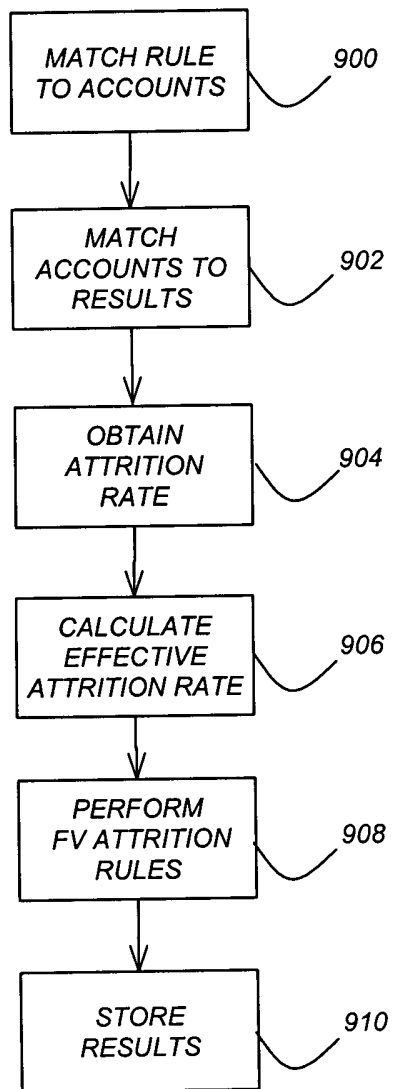 MATCH RULE
TO ACCOUNTS
900
MATCH
ACCOUNTS TO
RESULTS
902
OBTAIN
ATTRITION
RATE
904
CALCULATE
EFFECTIVE
ATTRITION RATE
906
PERFORM
FV ATTRITION
RULES
908
STORE
RESULTS
910